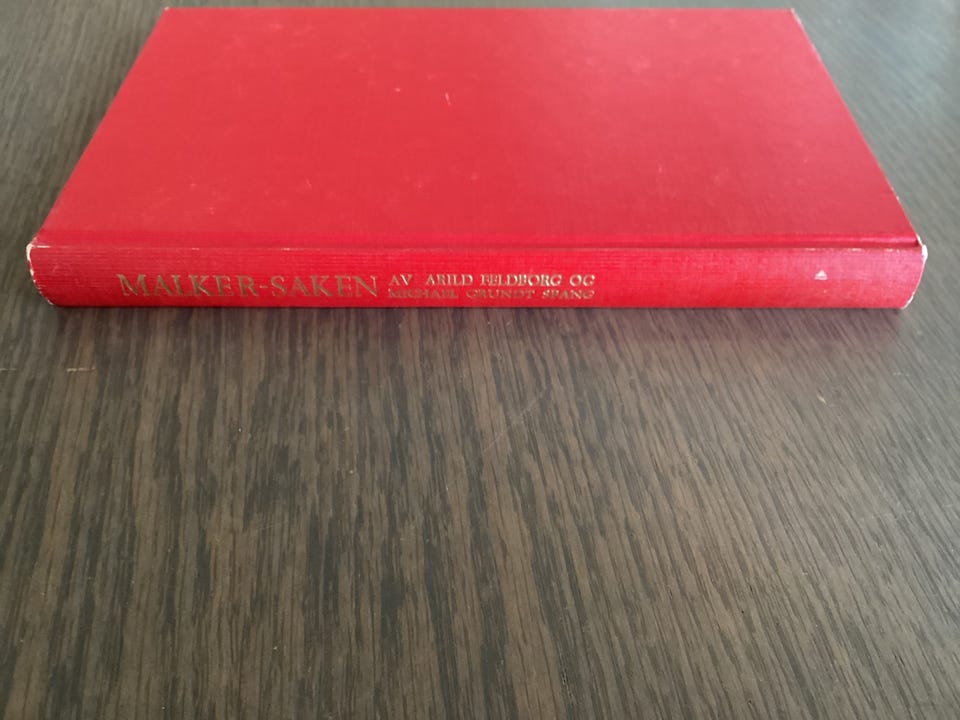 MALKER-SAKEN
AV ARILD FELDBORG OG
MICHAEL GRUNDT SPANG